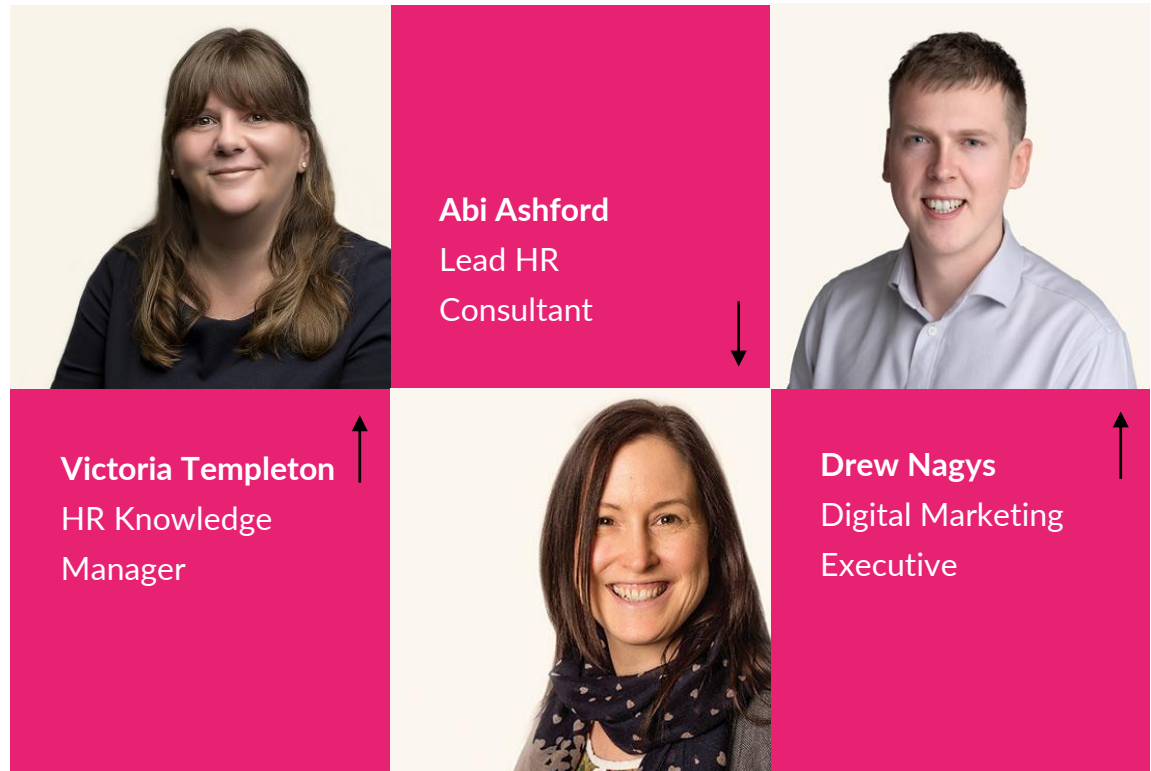 Abi Ashford
Lead HR
Consultant
Victoria Templeton
HR Knowledge
Manager
Drew Nagys
Digital Marketing
Executive